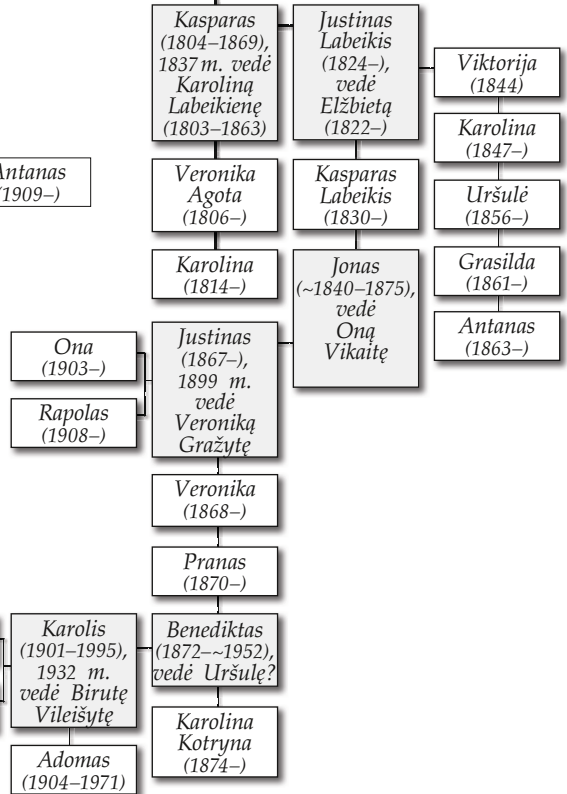 Kasparas
(1804–1869),
1837 m. vedė
Karoliną
Labeikienę
(1803–1863)
Justinas
Labeikis
(1824–),
vedė
Elžbietą
(1822–)
Viktorija
(1844)
Karolina
(1847–)
Antanas
(1909–)
Veronika
Agota
(1806–)
Kasparas
Labeikis
(1830–)
Uršulė
(1856–)
Karolina
(1814–)
Jonas
(~1840–1875),
vedė
Oną
Vikaitę
Grasilda
(1861–)
Antanas
(1863–)
Ona
(1903–)
Rapolas
(1908–)
Justinas
(1867–),
1899 m.
vedė
Veroniką
Gražytę
Veronika
(1868–)
Pranas
(1870–)
Karolis
(1901–1995),
1932 m.
vedė Birutę
Vileišytę
Benediktas
(1872–~1952),
vedė Uršulę?
Karolina
Kotryna
(1874–)
Adomas
(1904–1971)